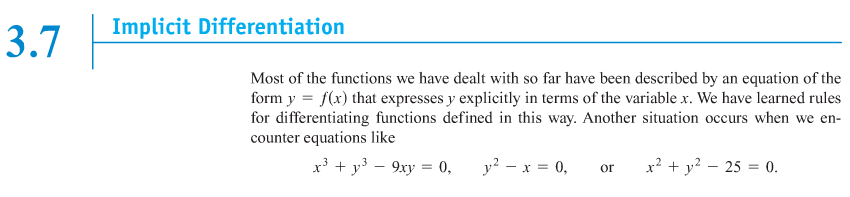 3.7 Implicit Differentiation
Most of the functions we have dealt with so far have been described by an equation of the
form y = f(x) that expresses y explicitly in terms of the variable x. We have learned rules
for differentiating functions defined in this way. Another situation occurs when we en-
counter equations like
x³ + y³ − 9xy = 0, y² − x = 0, or x² + y² − 25 = 0.